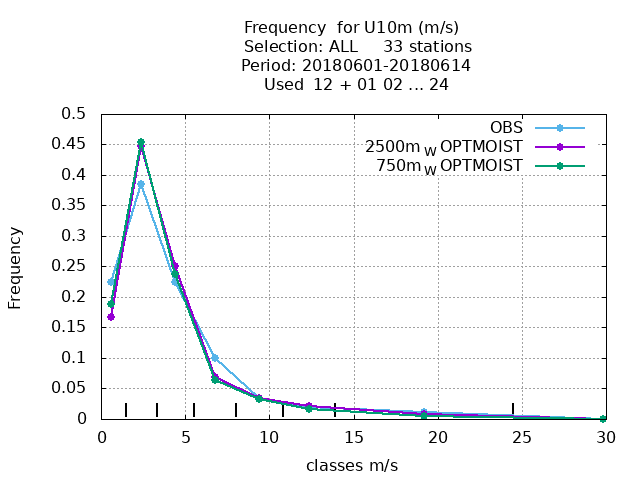 Frequency  for U10m (m/s)
Selection: ALL     33 stations
Period: 20180601-20180614
Used  12 + 01 02 ... 24
OBS
2500m W OPTMOIST
750m W OPTMOIST
0.5
0.45
0.4
0.35
0.3
0.25
0.2
0.15
0.1
0.05
0
Frequency
0 5 10 15 20 25 30
classes m/s